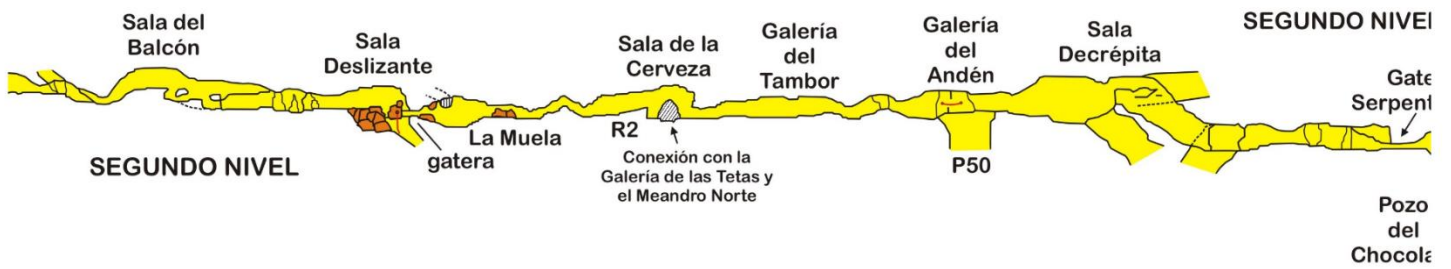 Sala del
Balcón
Sala
Deslizante
Sala de la
Cerveza
Galería
del
Tambor
Galería
del
Andén
Sala
Decrépita
SEGUNDO NIVEL
SEGUNDO NIVEL
gatera
La Muela
R2
Conexión con la
Galería de las Tetas y
el Meandro Norte
P50
Pozo
del